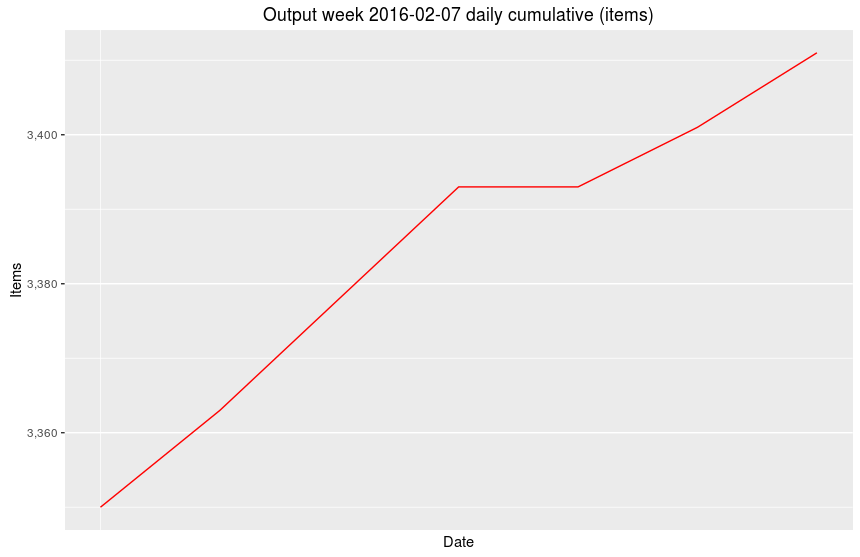 Output week 2016-02-07 daily cumulative (items)
3,400
Items
3,380
3,360
Date